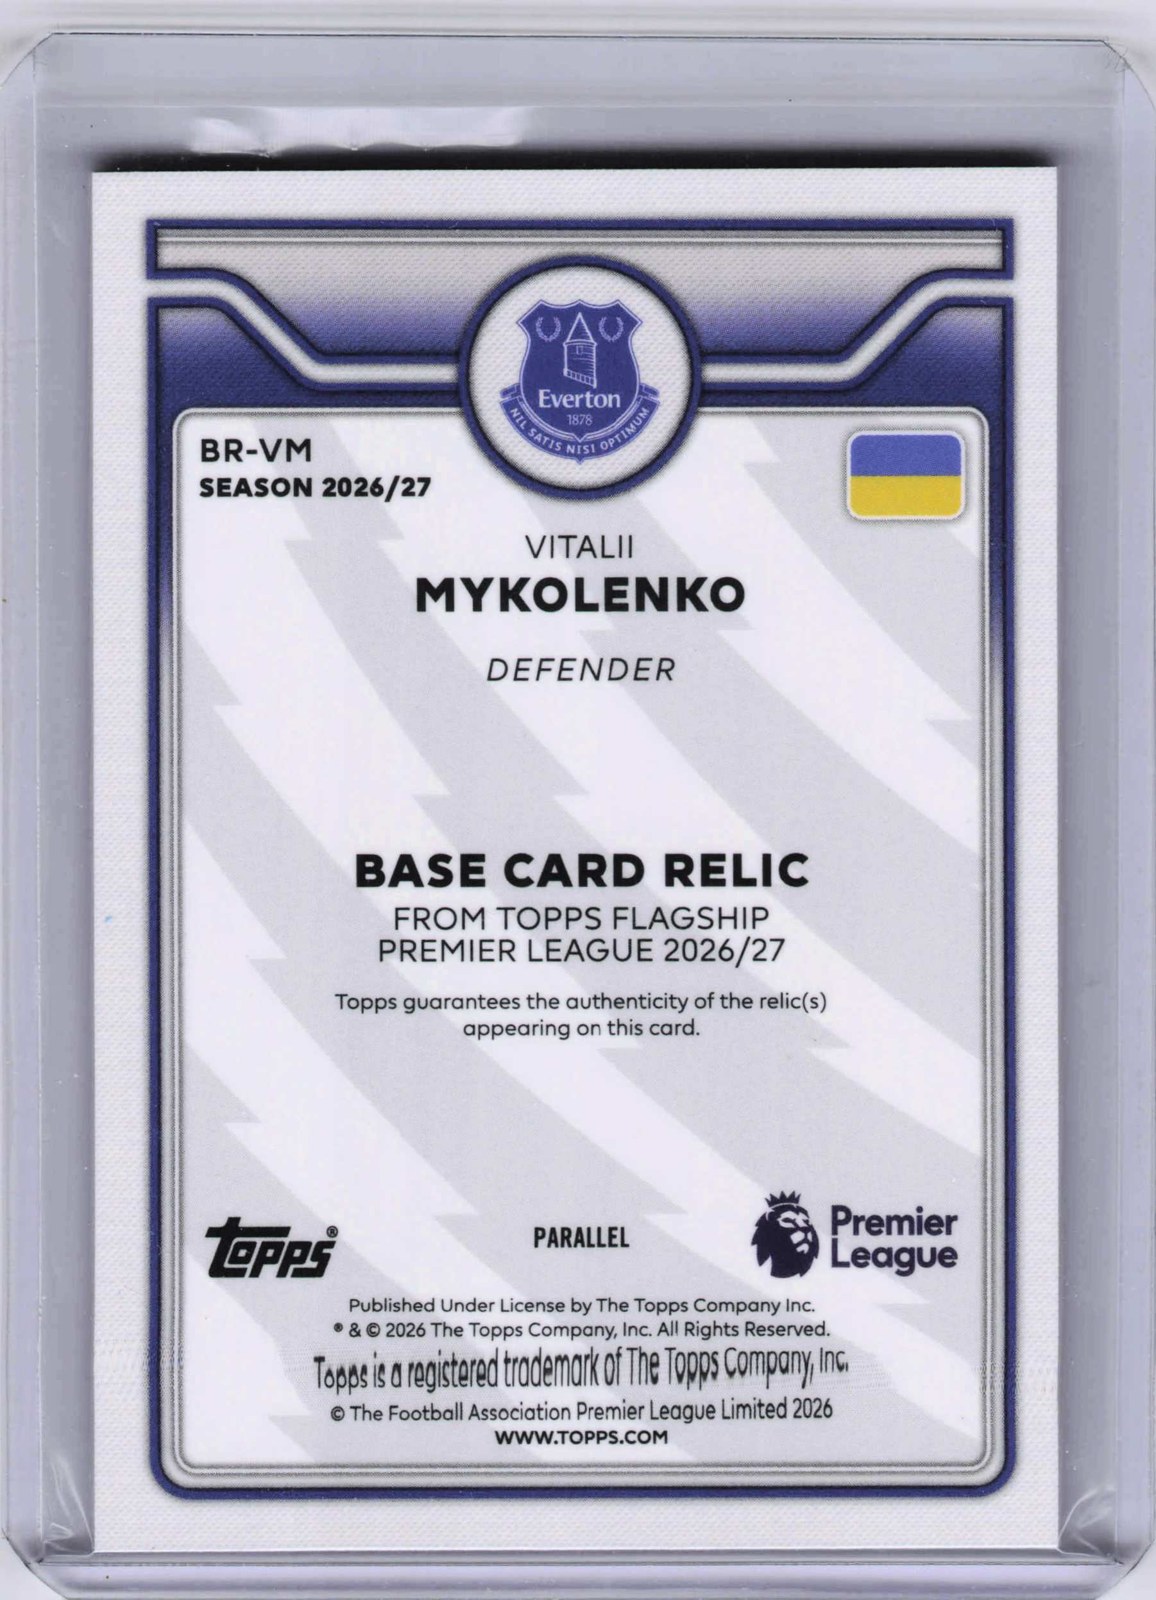 Everton
1878
NIL SATIS NISI OPTIMUM
BR-VM
SEASON 2026/27
VITALII
MYKOLENKO
DEFENDER
BASE CARD RELIC
FROM TOPPS FLAGSHIP
PREMIER LEAGUE 2026/27
Topps guarantees the authenticity of the relic(s)
appearing on this card.
topps®
PARALLEL
Premier
League
Published Under License by The Topps Company Inc.
® & © 2026 The Topps Company, Inc. All Rights Reserved.
Topps is a registered trademark of The Topps Company, Inc.
© The Football Association Premier League Limited 2026
WWW.TOPPS.COM